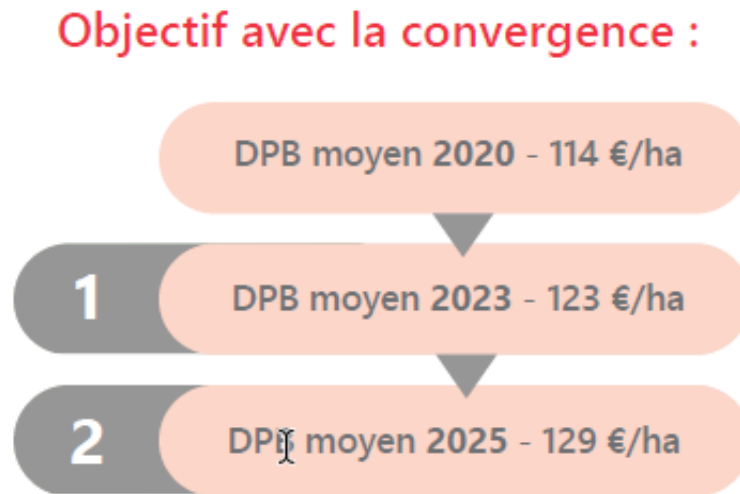 Objectif avec la convergence :
DPB moyen 2020 - 114 €/ha
1
DPB moyen 2023 - 123 €/ha
2
DPB moyen 2025 - 129 €/ha